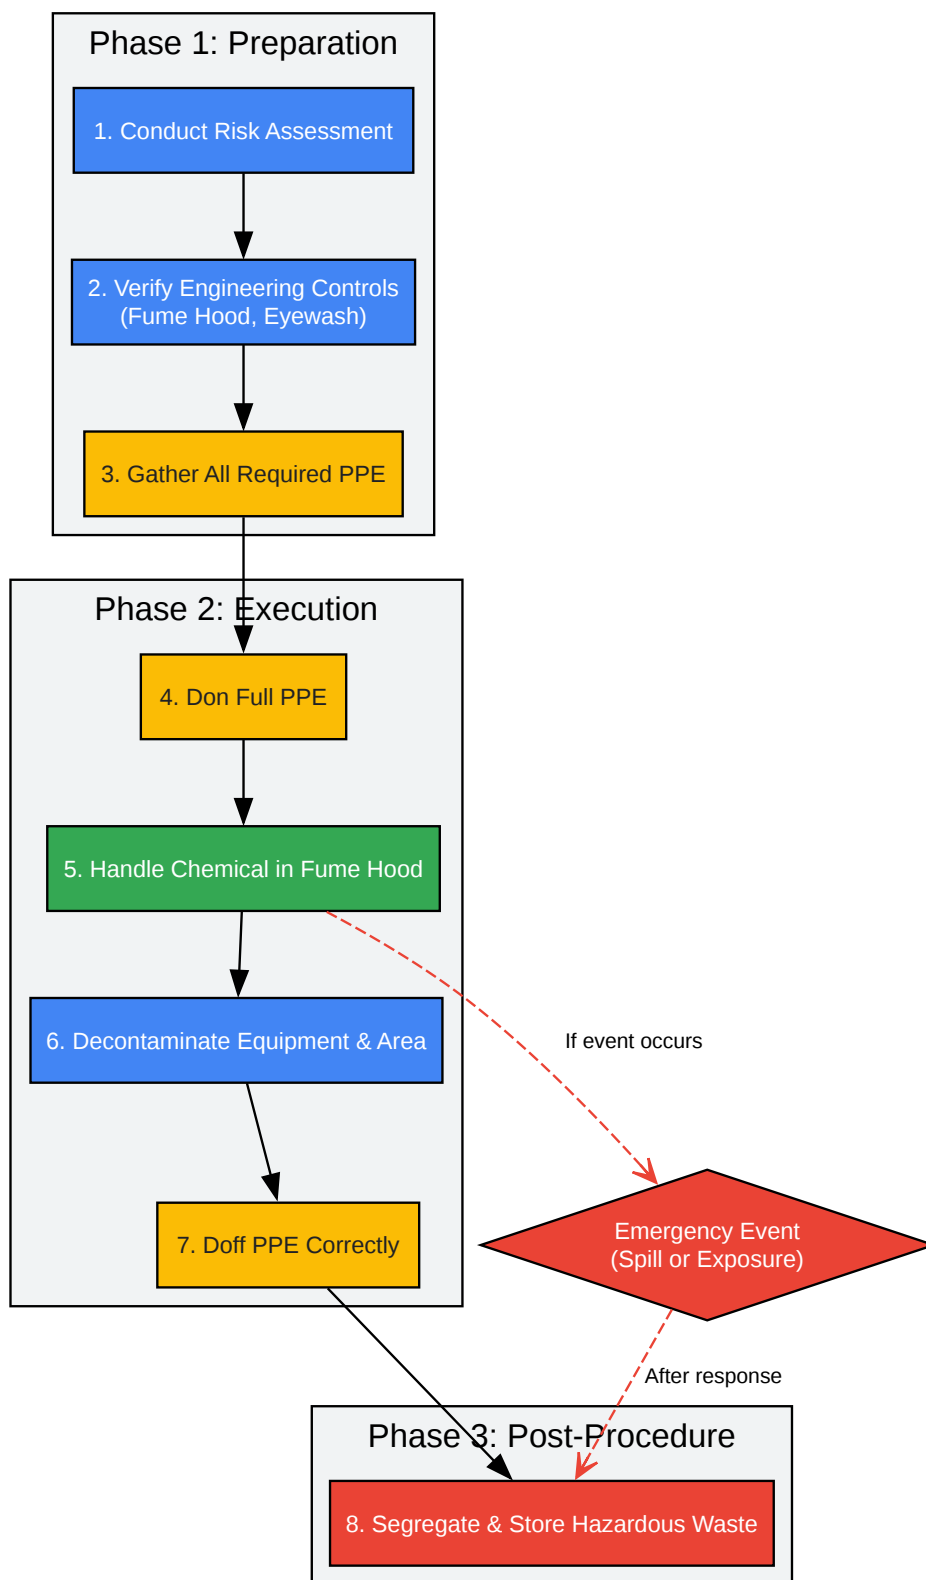 Phase 1: Preparation
1. Conduct Risk Assessment
2. Verify Engineering Controls
(Fume Hood, Eyewash)
3. Gather All Required PPE
Phase 2: Execution
4. Don Full PPE
5. Handle Chemical in Fume Hood
6. Decontaminate Equipment & Area
If event occurs
7. Doff PPE Correctly
Emergency Event
(Spill or Exposure)
After response
Phase 3: Post-Procedure
8. Segregate & Store Hazardous Waste